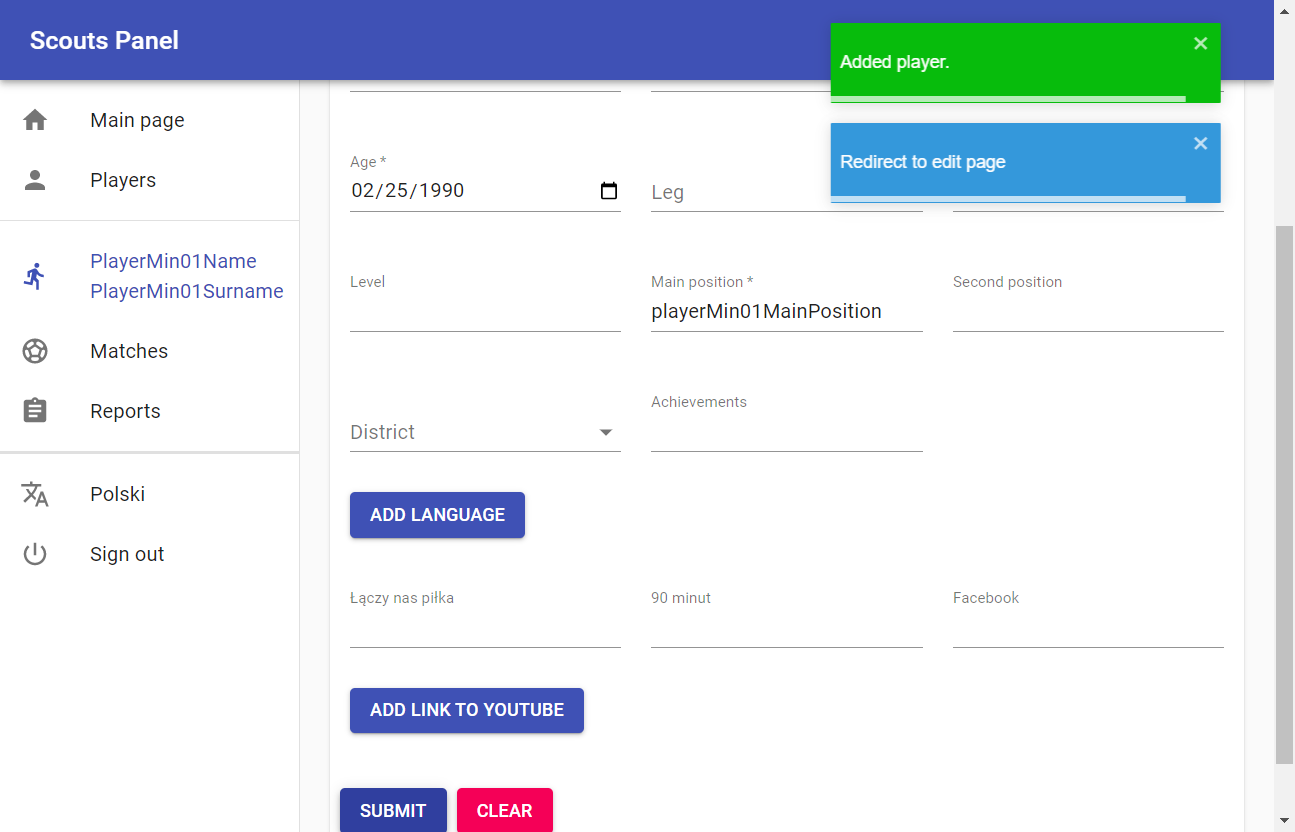 Scouts Panel
Added player.
Redirect to edit page
Main page
Players
PlayerMin01Name
PlayerMin01Surname
Matches
Reports
Polski
Sign out
Age *
02/25/1990
Leg
Level
Main position *
playerMin01MainPosition
Second position
District
Achievements
ADD LANGUAGE
Łączy nas piłka
90 minut
Facebook
ADD LINK TO YOUTUBE
SUBMIT
CLEAR